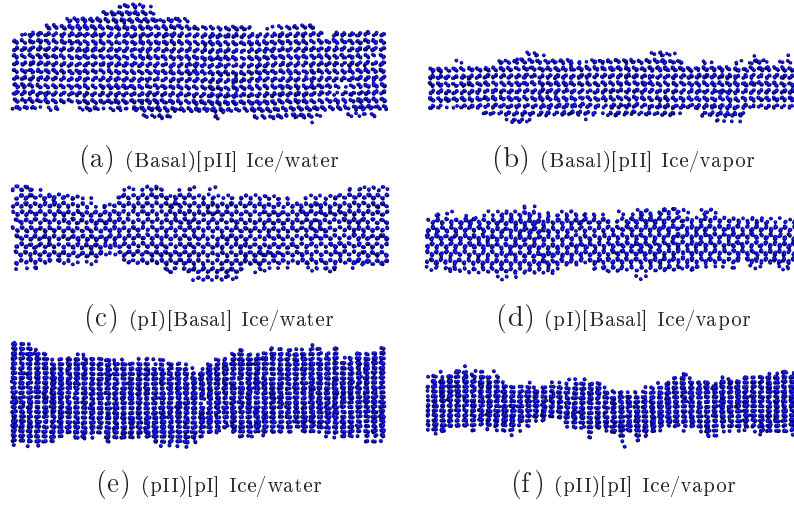 (a) (Basal)[pII] Ice/water
(b) (Basal)[pII] Ice/vapor
(c) (pI)[Basal] Ice/water
(d) (pI)[Basal] Ice/vapor
(e) (pII)[pI] Ice/water
(f) (pII)[pI] Ice/vapor